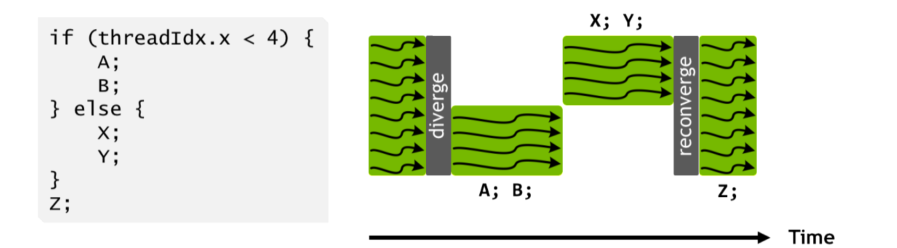 if (threadIdx.x < 4) {
    A;
    B;
} else {
    X;
    Y;
}
Z;
diverge
A; B;
X; Y;
reconverge
Z;
Time